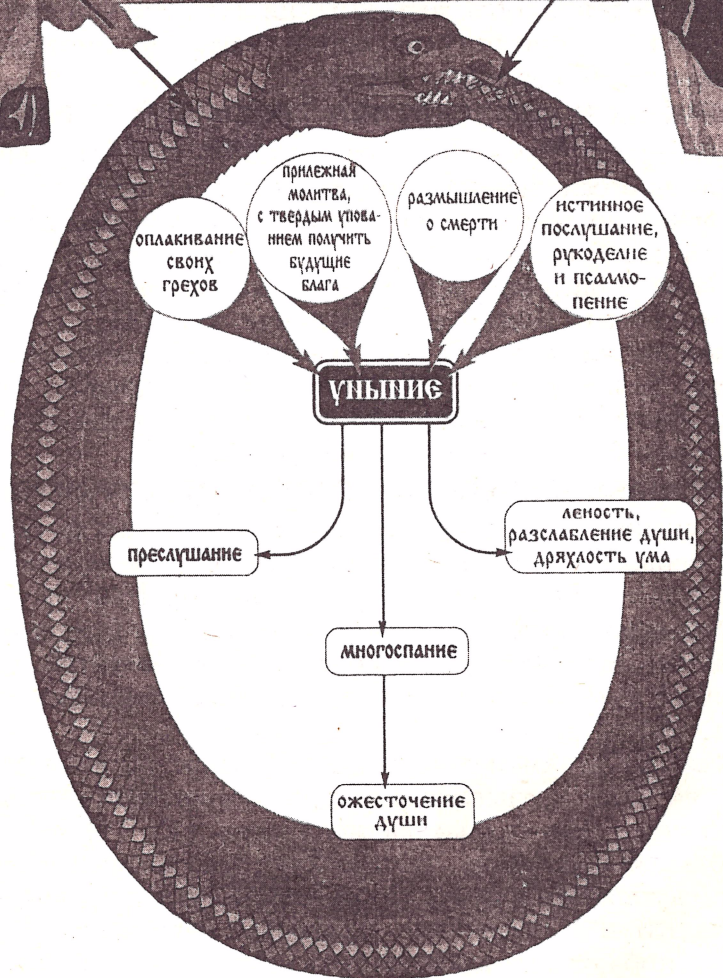 оплакивание
своих
грехов
прилежная
молитва,
с твердым упова-
нием получить
будущие
блага
размышление
о смерти
истинное
послушание,
рукоделие
и псалмо-
пение
уныние
преслушание
леность,
разслабление души,
дряхлость ума
многоспание
ожесточение
души